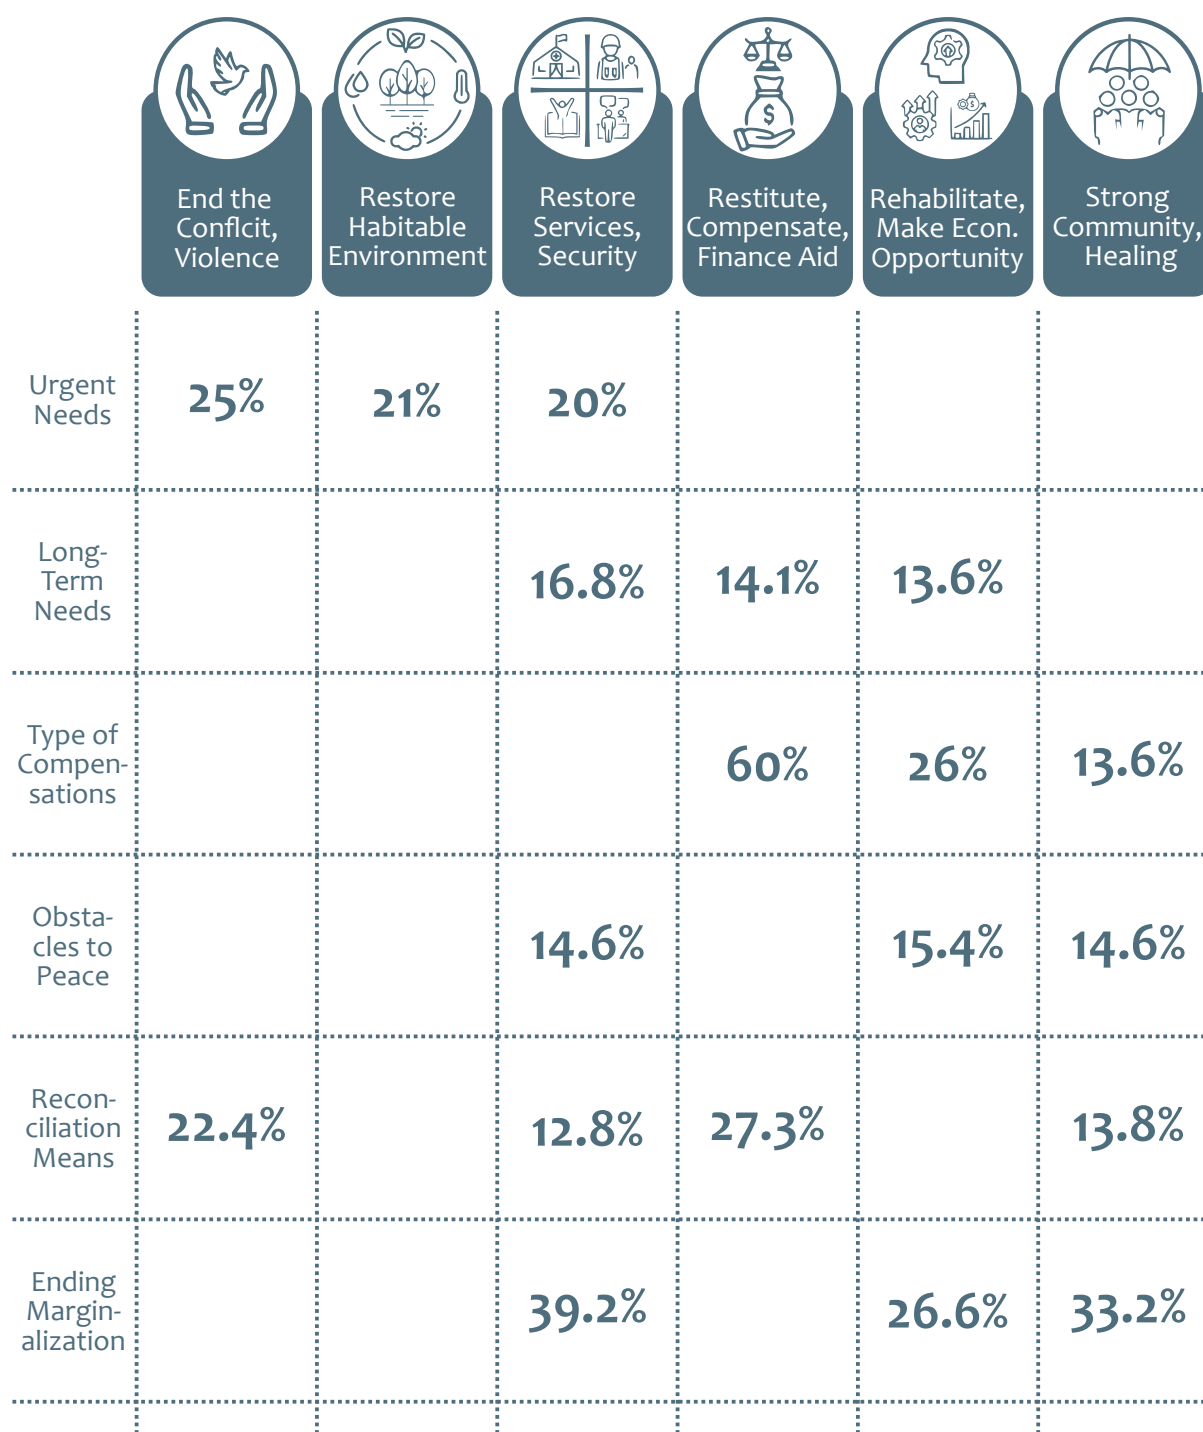 End the
Conflcit,
Violence
Restore
Habitable
Environment
Restore
Services,
Security
Restitute,
Compensate,
Finance Aid
Rehabilitate,
Make Econ.
Opportunity
Strong
Community,
Healing
Urgent
Needs
25%
21%
20%
Long-
Term
Needs
16.8%
14.1%
13.6%
Type of
Compen-
sations
60%
26%
13.6%
Obsta-
cles to
Peace
14.6%
15.4%
14.6%
Recon-
ciliation
Means
22.4%
12.8%
27.3%
13.8%
Ending
Margin-
alization
39.2%
26.6%
33.2%